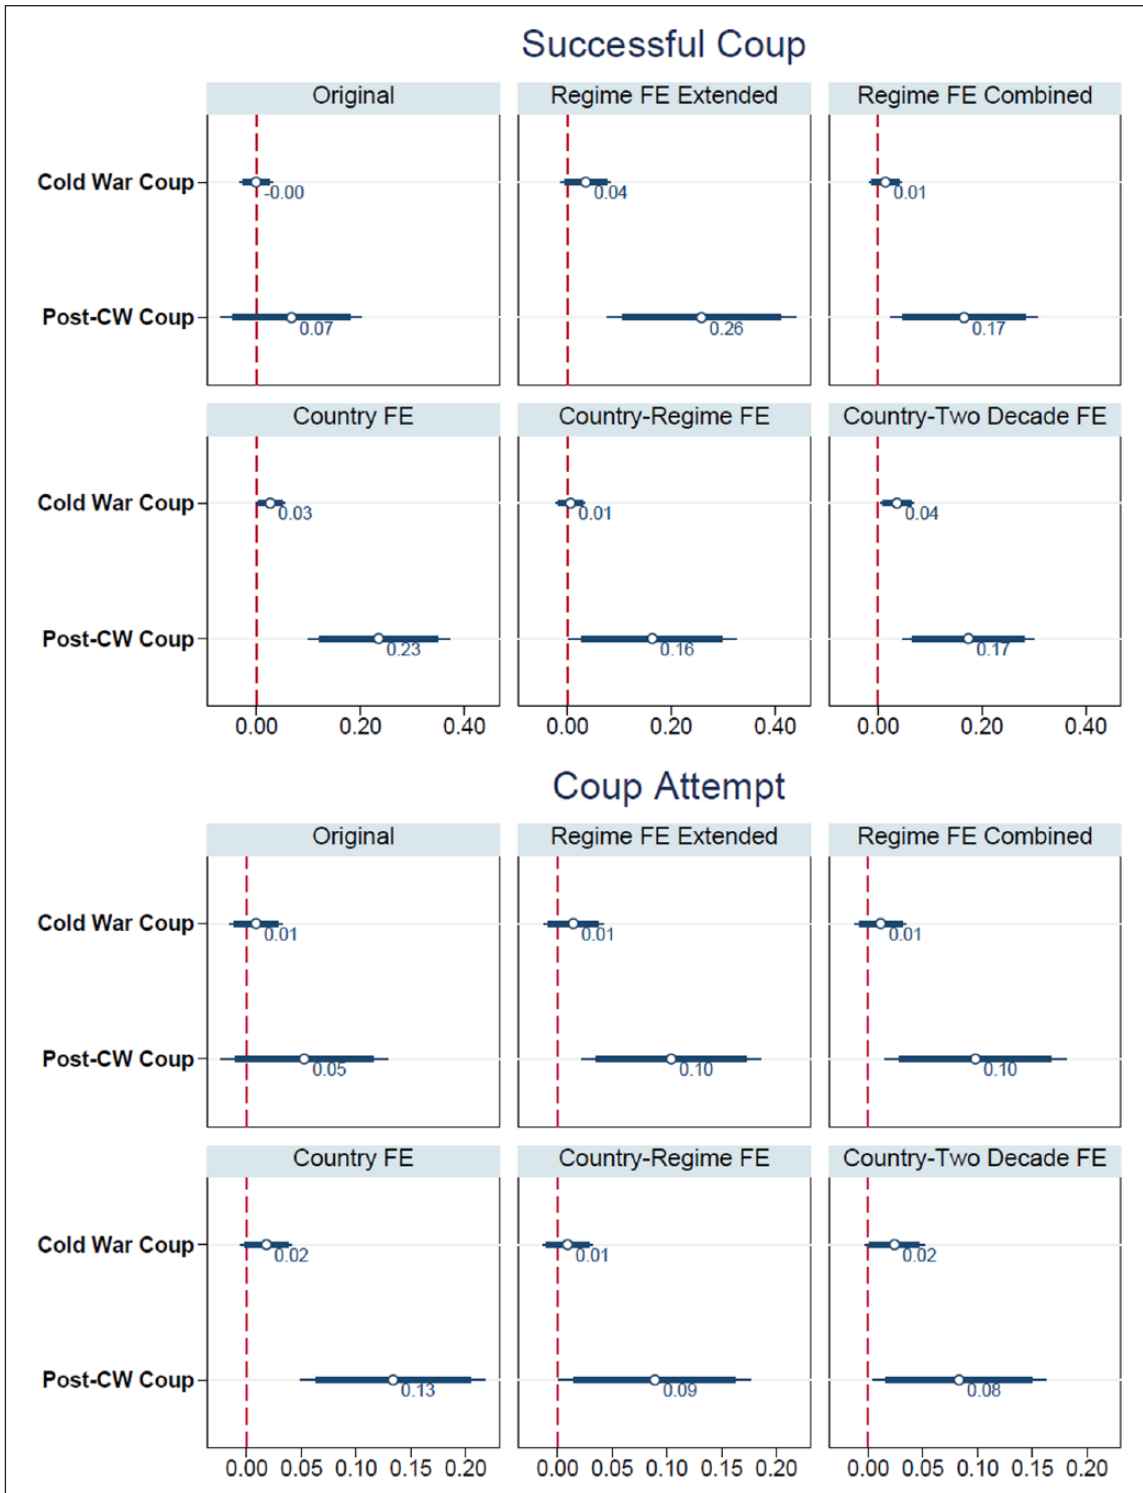 Successful Coup
Original Regime FE Extended Regime FE Combined
Cold War Coup
-0.00 0.04 0.01
Post-CW Coup
0.07 0.26 0.17
Country FE Country-Regime FE Country-Two Decade FE
Cold War Coup
0.03 0.01 0.04
Post-CW Coup
0.23 0.16 0.17
0.00 0.20 0.40 0.00 0.20 0.40 0.00 0.20 0.40
Coup Attempt
Original Regime FE Extended Regime FE Combined
Cold War Coup
0.01 0.01 0.01
Post-CW Coup
0.05 0.10 0.10
Country FE Country-Regime FE Country-Two Decade FE
Cold War Coup
0.02 0.01 0.02
Post-CW Coup
0.13 0.09 0.08
0.00 0.05 0.10 0.15 0.20 0.00 0.05 0.10 0.15 0.20 0.00 0.05 0.10 0.15 0.20